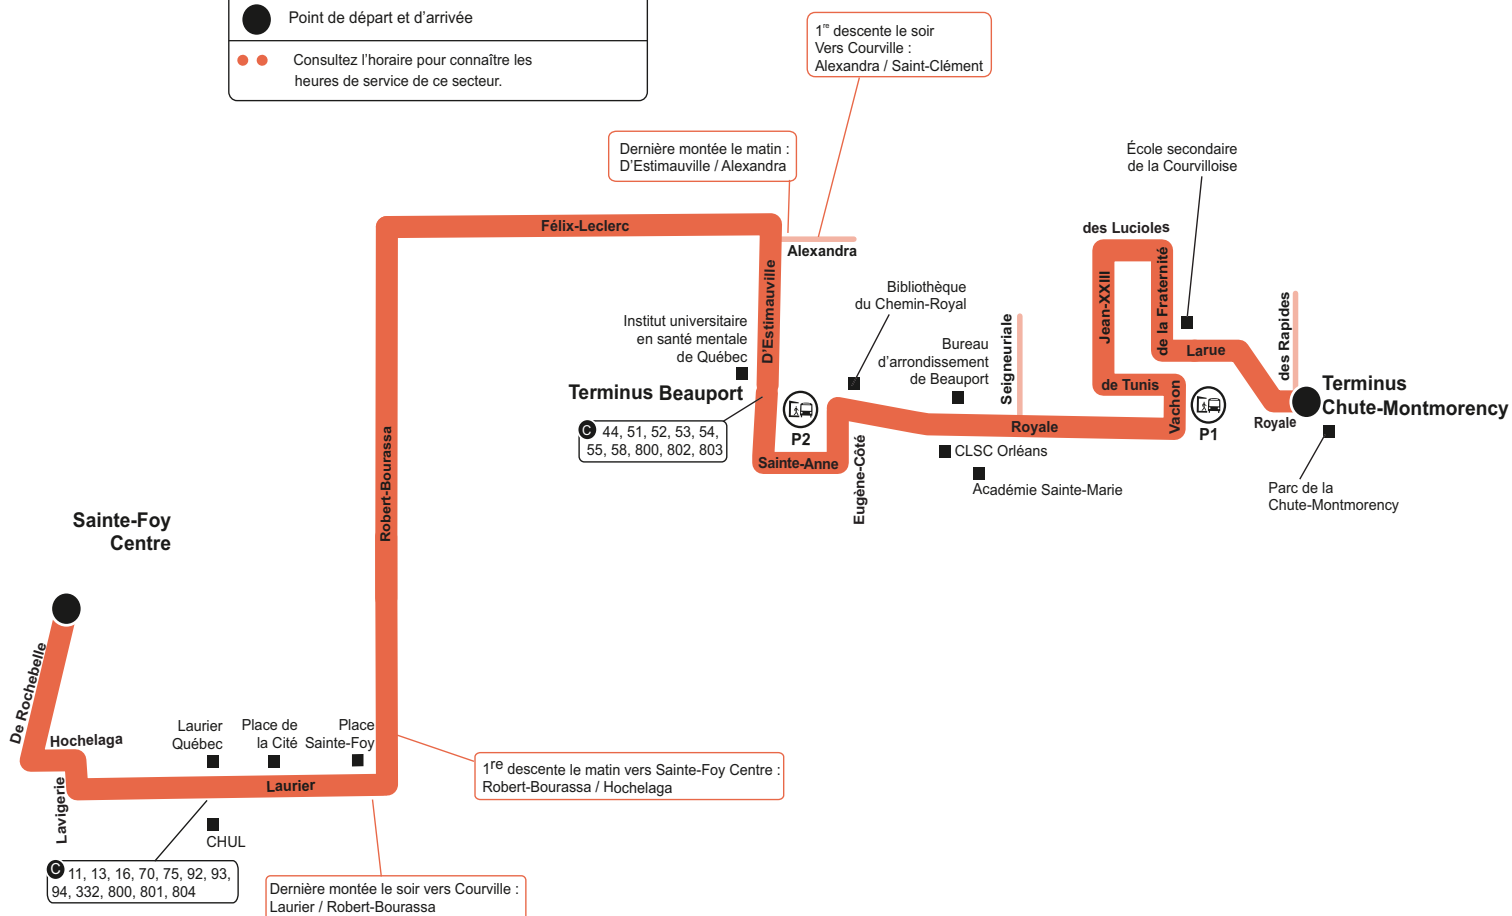 Point de départ et d'arrivée
Consultez l'horaire pour connaître les
heures de service de ce secteur.
1re descente le soir
Vers Courville :
Alexandra / Saint-Clément
Dernière montée le matin :
D'Estimauville / Alexandra
École secondaire
de la Courvilloise
Félix-Leclerc
Alexandra
des Lucioles
D'Estimauville
Jean-XXIII
de la Fraternité
Bibliothèque
du Chemin-Royal
Institut universitaire
en santé mentale
de Québec
Bureau
d'arrondissement
de Beauport
Seigneuriale
Larue
des Rapides
Terminus Beauport
de Tunis
Terminus
Chute-Montmorency
C 44, 51, 52, 53, 54,
55, 58, 800, 802, 803
P2
Royale
Vachon
P1
Royale
Sainte-Anne
Eugène-Côté
CLSC Orléans
Académie Sainte-Marie
Parc de la
Chute-Montmorency
Robert-Bourassa
Sainte-Foy
Centre
De Rochebelle
Hochelaga
Laurier
Québec
Place de
la Cité
Place
Sainte-Foy
Lavigerie
Laurier
1re descente le matin vers Sainte-Foy Centre :
Robert-Bourassa / Hochelaga
CHUL
C 11, 13, 16, 70, 75, 92, 93,
94, 332, 800, 801, 804
Dernière montée le soir vers Courville :
Laurier / Robert-Bourassa